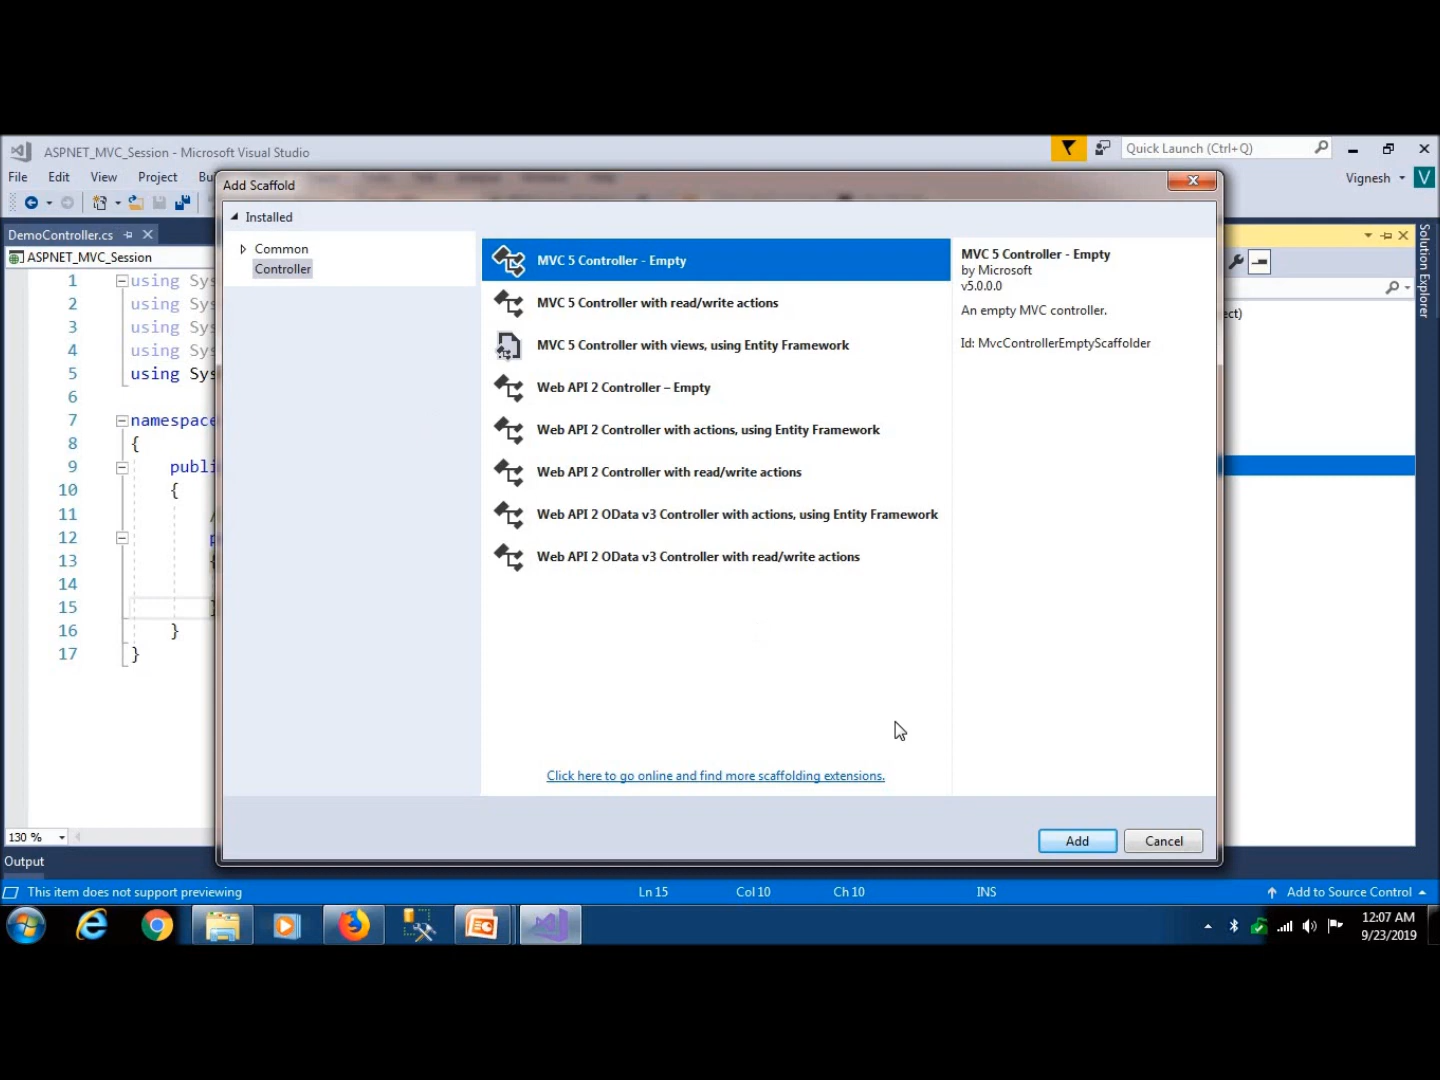 ASPNET_MVC_Session - Microsoft Visual Studio
Quick Launch (Ctrl+Q)
File Edit View Project Bu
Vignesh V
Add Scaffold
Installed
Common
Controller
MVC 5 Controller - Empty
MVC 5 Controller with read/write actions
MVC 5 Controller with views, using Entity Framework
Web API 2 Controller – Empty
Web API 2 Controller with actions, using Entity Framework
Web API 2 Controller with read/write actions
Web API 2 OData v3 Controller with actions, using Entity Framework
Web API 2 OData v3 Controller with read/write actions
Click here to go online and find more scaffolding extensions.
MVC 5 Controller - Empty
by Microsoft
v5.0.0.0
An empty MVC controller.
Id: MvcControllerEmptyScaffolder
Add Cancel
DemoController.cs
ASPNET_MVC_Session
1 using Sys
2 using Sys
3 using Sys
4 using Sys
5 using Sys
6
7 namespace
8 {
9 publi
10 {
11 /
12 p
13 {
14
15 }
16 }
17 }
ect)
Solution Explorer
130 %
Output
This item does not support previewing
Ln 15 Col 10 Ch 10 INS
Add to Source Control
12:07 AM
9/23/2019